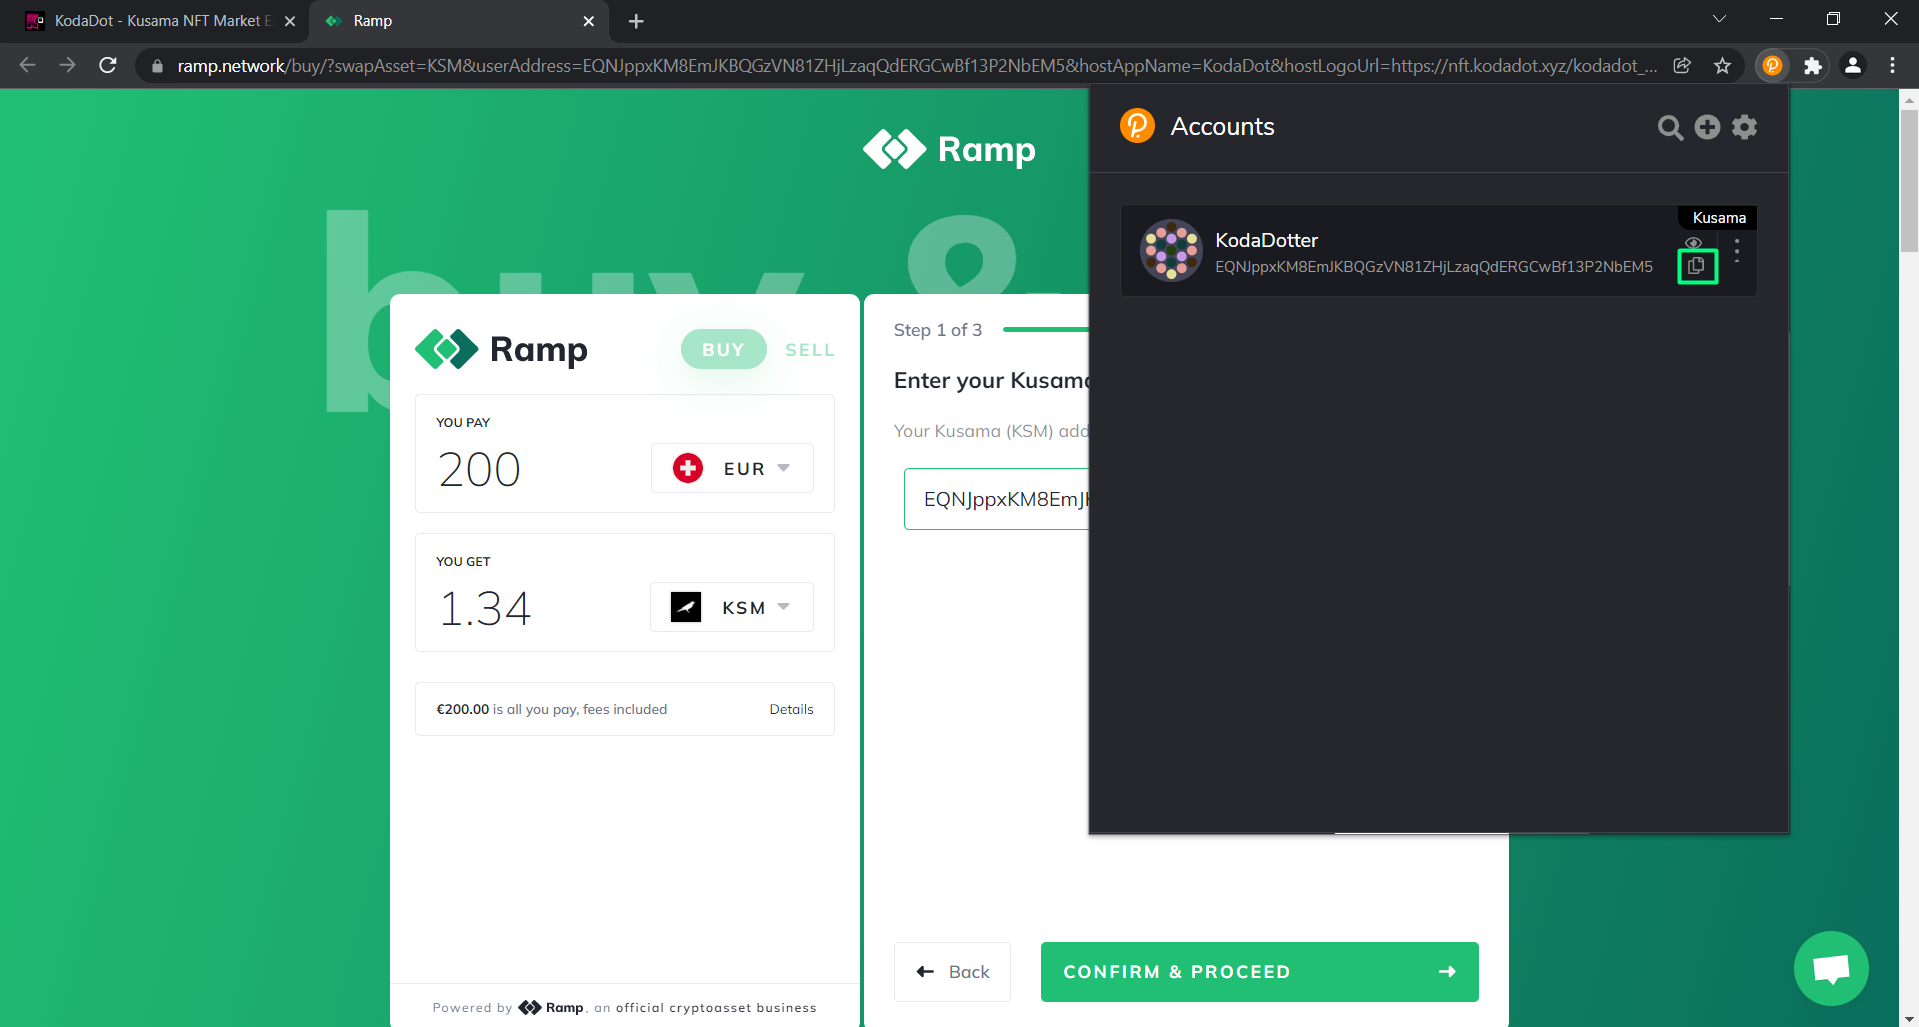 KodaDot - Kusama NFT Market E
Ramp
ramp.network/buy/?swapAsset=KSM&userAddress=EQNJppxKM8EmJKBQGzVN81ZHjLzaqQdERGCwBf13P2NbEM5&hostAppName=KodaDot&hostLogoUrl=https://nft.kodadot.xyz/kodadot_...
Ramp
buy &
Accounts
Kusama
KodaDotter
EQNJppxKM8EmJKBQGzVN81ZHjLzaqQdERGCwBf13P2NbEM5
Ramp
BUY
SELL
YOU PAY
200
EUR
YOU GET
1.34
KSM
€200.00 is all you pay, fees included
Details
Powered by Ramp, an official cryptoasset business
Step 1 of 3
Enter your Kusama
Your Kusama (KSM) add
EQNJppxKM8EmJK
Back
CONFIRM & PROCEED